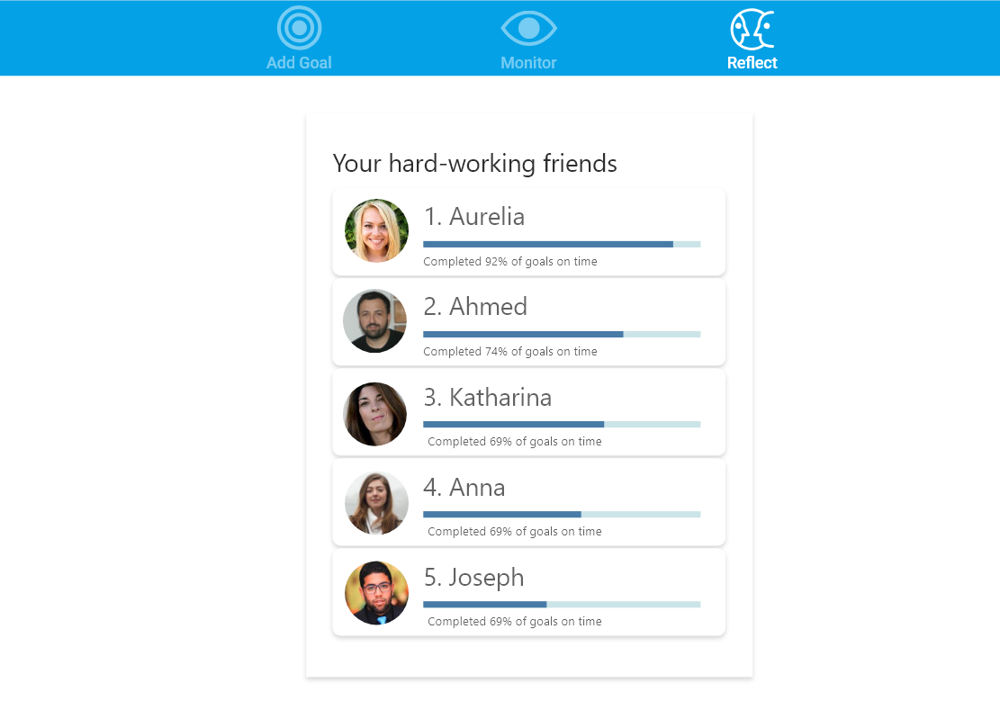 Add Goal
Monitor
Reflect
Your hard-working friends
1. Aurelia
Completed 92% of goals on time
2. Ahmed
Completed 74% of goals on time
3. Katharina
Completed 69% of goals on time
4. Anna
Completed 69% of goals on time
5. Joseph
Completed 69% of goals on time